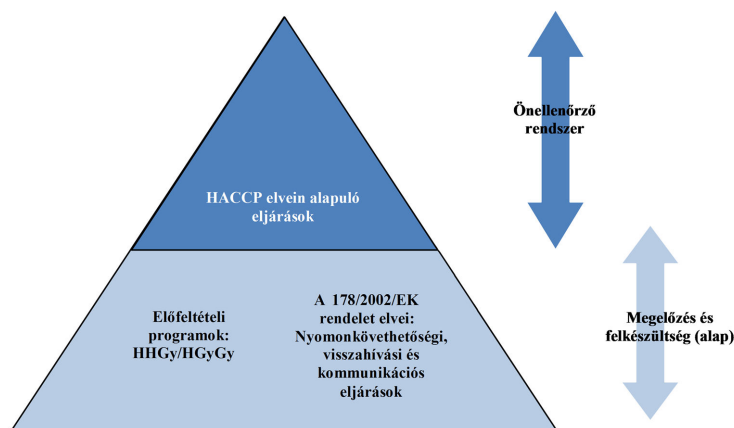 Önellenőrző
rendszer
HACCP elvein alapuló
eljárások
Előfeltételi
programok:
HHGy/HGyGy
A 178/2002/EK
rendelet elvei:
Nyomonkövethetőségi,
visszahívási és
kommunikációs
eljárások
Megelőzés és
felkészültség (alap)